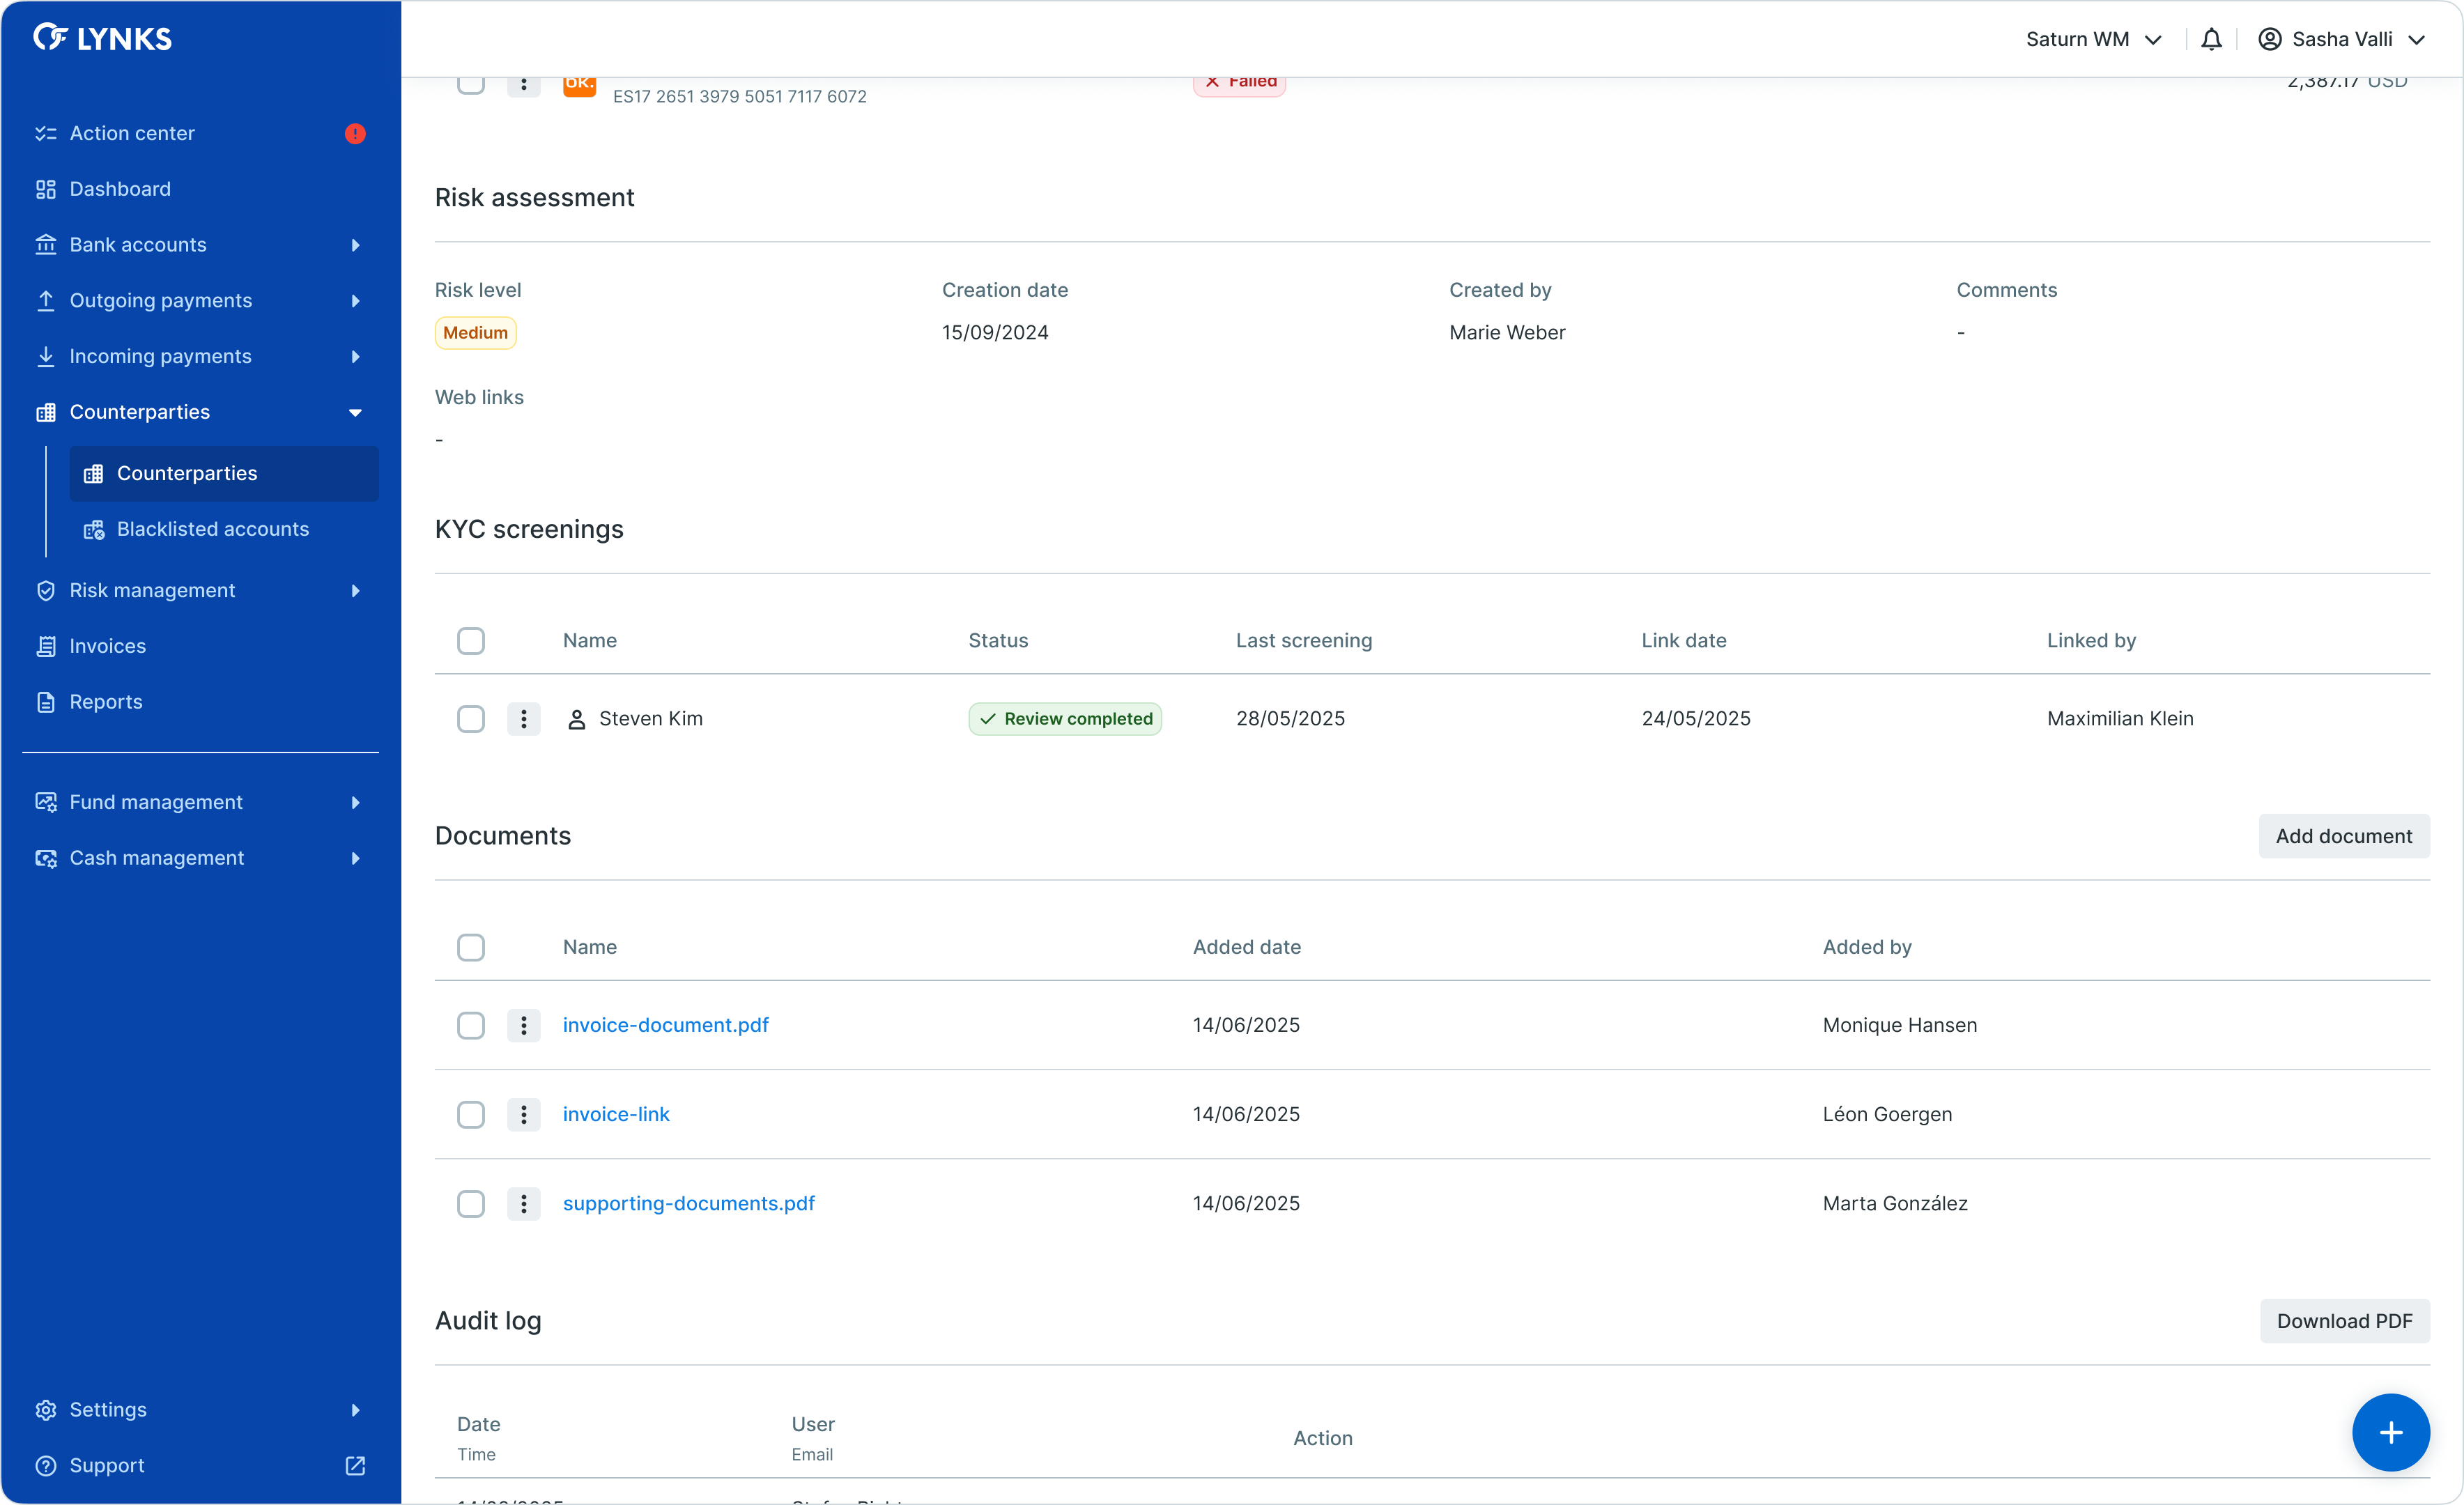 LYNKS
Saturn WM
Sasha Valli
Action center
Dashboard
Bank accounts
Outgoing payments
Incoming payments
Counterparties
Counterparties
Blacklisted accounts
Risk management
Invoices
Reports
Fund management
Cash management
Settings
Support
OK.
ES17 2651 3979 5051 7117 6072
Failed
2,387.17 USD
Risk assessment
Risk level Creation date Created by Comments
Medium 15/09/2024 Marie Weber -
Web links
-
KYC screenings
Name Status Last screening Link date Linked by
Steven Kim Review completed 28/05/2025 24/05/2025 Maximilian Klein
Documents
Add document
Name Added date Added by
invoice-document.pdf 14/06/2025 Monique Hansen
invoice-link 14/06/2025 Léon Goergen
supporting-documents.pdf 14/06/2025 Marta González
Audit log
Download PDF
Date User Action
Time Email